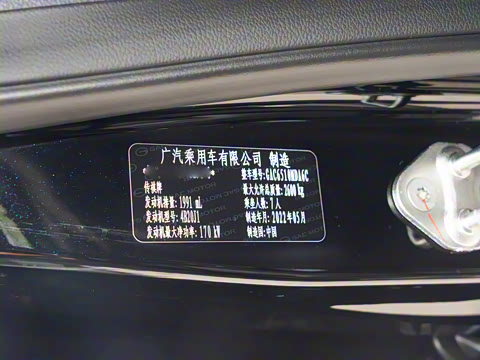 广汽乘用车有限公司 制造
整车型号:GAC6510MDA6C
传祺牌 最大允许总质量:2600 kg
发动机排量:1991 mL 乘坐人数:7人
发动机型号:4B20J1 制造年月:2022年05月
发动机最大净功率:170 kW 制造国:中国